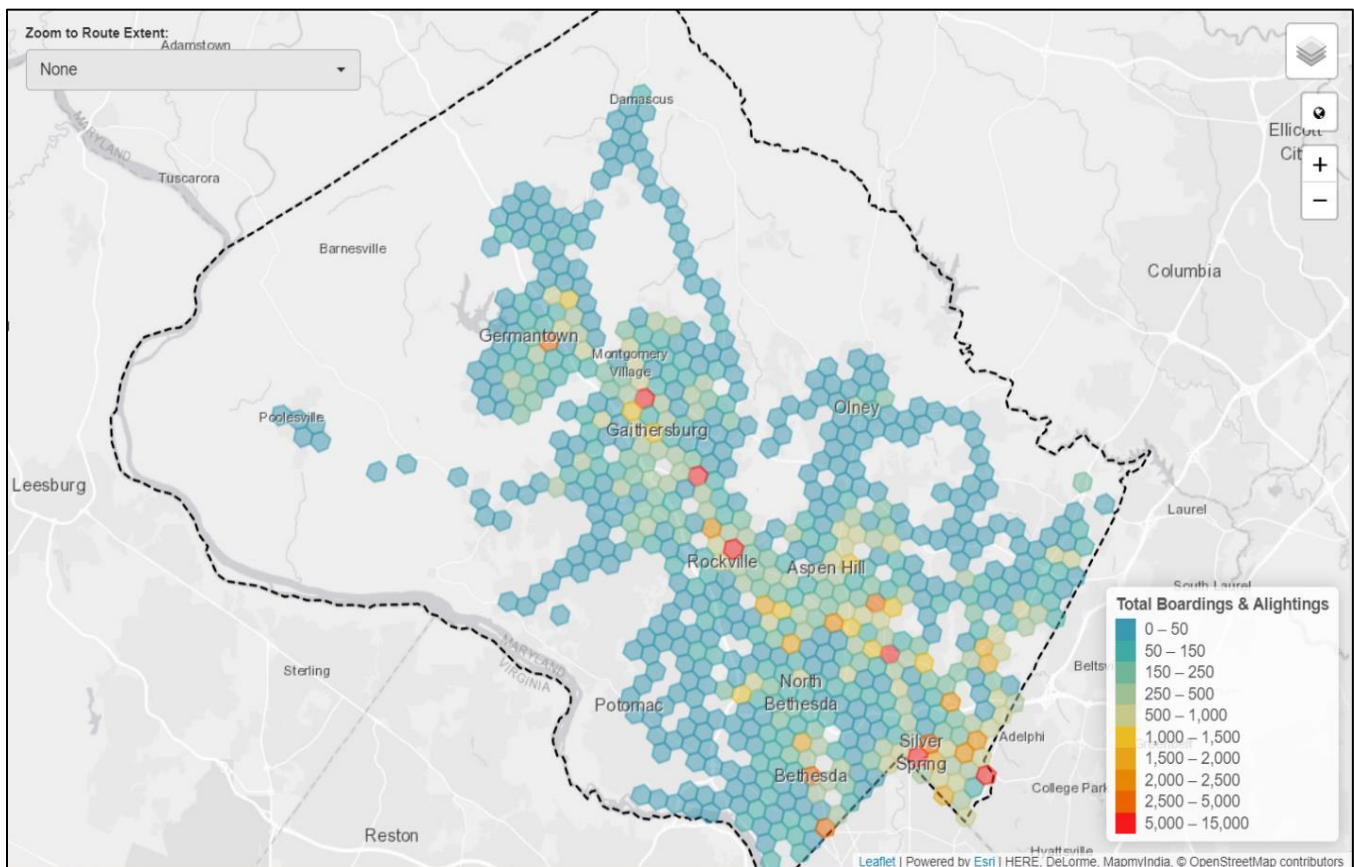 Zoom to Route Extent:
Adamstown
None
Damascus
Ellicott
City
MARYLAND
Tuscarora
+
−
Barnesville
Columbia
Germantown
Montgomery
Village
Poolesville
Olney
Gaithersburg
Leesburg
Laurel
Rockville
Aspen Hill
South Laurel
Total Boardings & Alightings
0 – 50
50 – 150
150 – 250
250 – 500
500 – 1,000
1,000 – 1,500
1,500 – 2,000
2,000 – 2,500
2,500 – 5,000
5,000 – 15,000
MARYLAND
VIRGINIA
Sterling
Beltsv
North
Bethesda
Potomac
Silver
Spring
Adelphi
Greenbelt
Bethesda
College Park
Reston
Hyattsville
Leaflet | Powered by Esri | HERE, DeLorme, MapmyIndia, © OpenStreetMap contributors